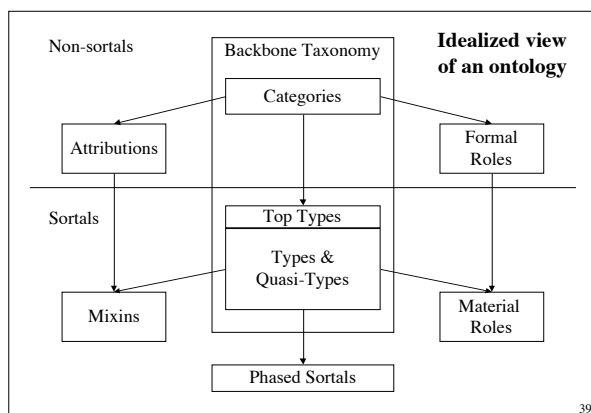 Non-sortals
Backbone Taxonomy
Idealized view
of an ontology
Categories
Attributions
Formal
Roles
Sortals
Top Types
Types &
Quasi-Types
Mixins
Material
Roles
Phased Sortals
39